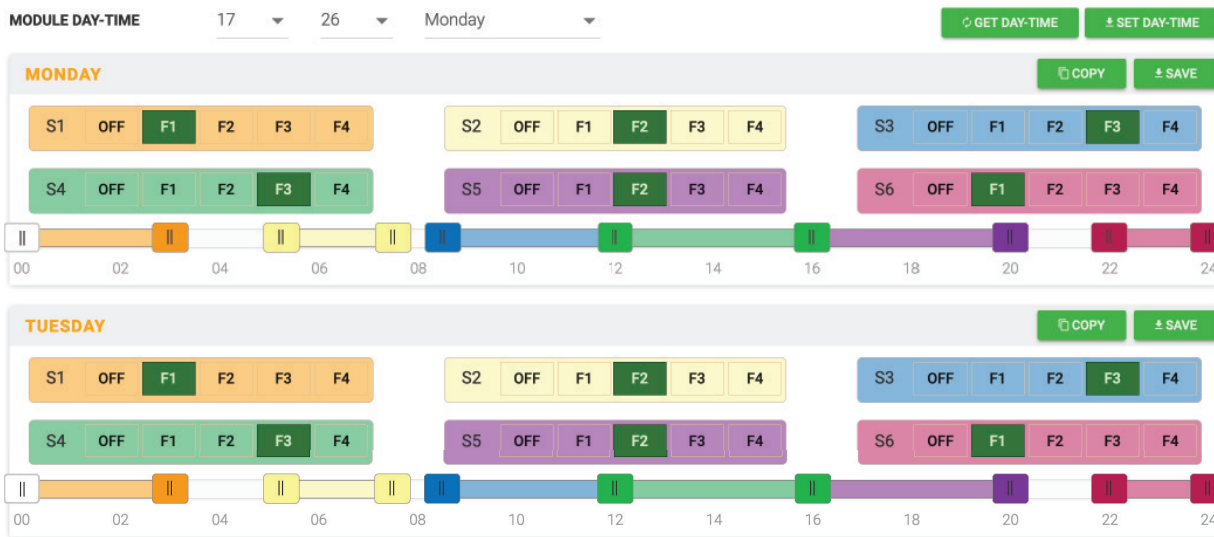 MODULE DAY-TIME 17 26 Monday GET DAY-TIME SET DAY-TIME
MONDAY COPY SAVE
S1 OFF F1 F2 F3 F4 S2 OFF F1 F2 F3 F4 S3 OFF F1 F2 F3 F4
S4 OFF F1 F2 F3 F4 S5 OFF F1 F2 F3 F4 S6 OFF F1 F2 F3 F4
00 02 04 06 08 10 12 14 16 18 20 22 24
TUESDAY COPY SAVE
S1 OFF F1 F2 F3 F4 S2 OFF F1 F2 F3 F4 S3 OFF F1 F2 F3 F4
S4 OFF F1 F2 F3 F4 S5 OFF F1 F2 F3 F4 S6 OFF F1 F2 F3 F4
00 02 04 06 08 10 12 14 16 18 20 22 24